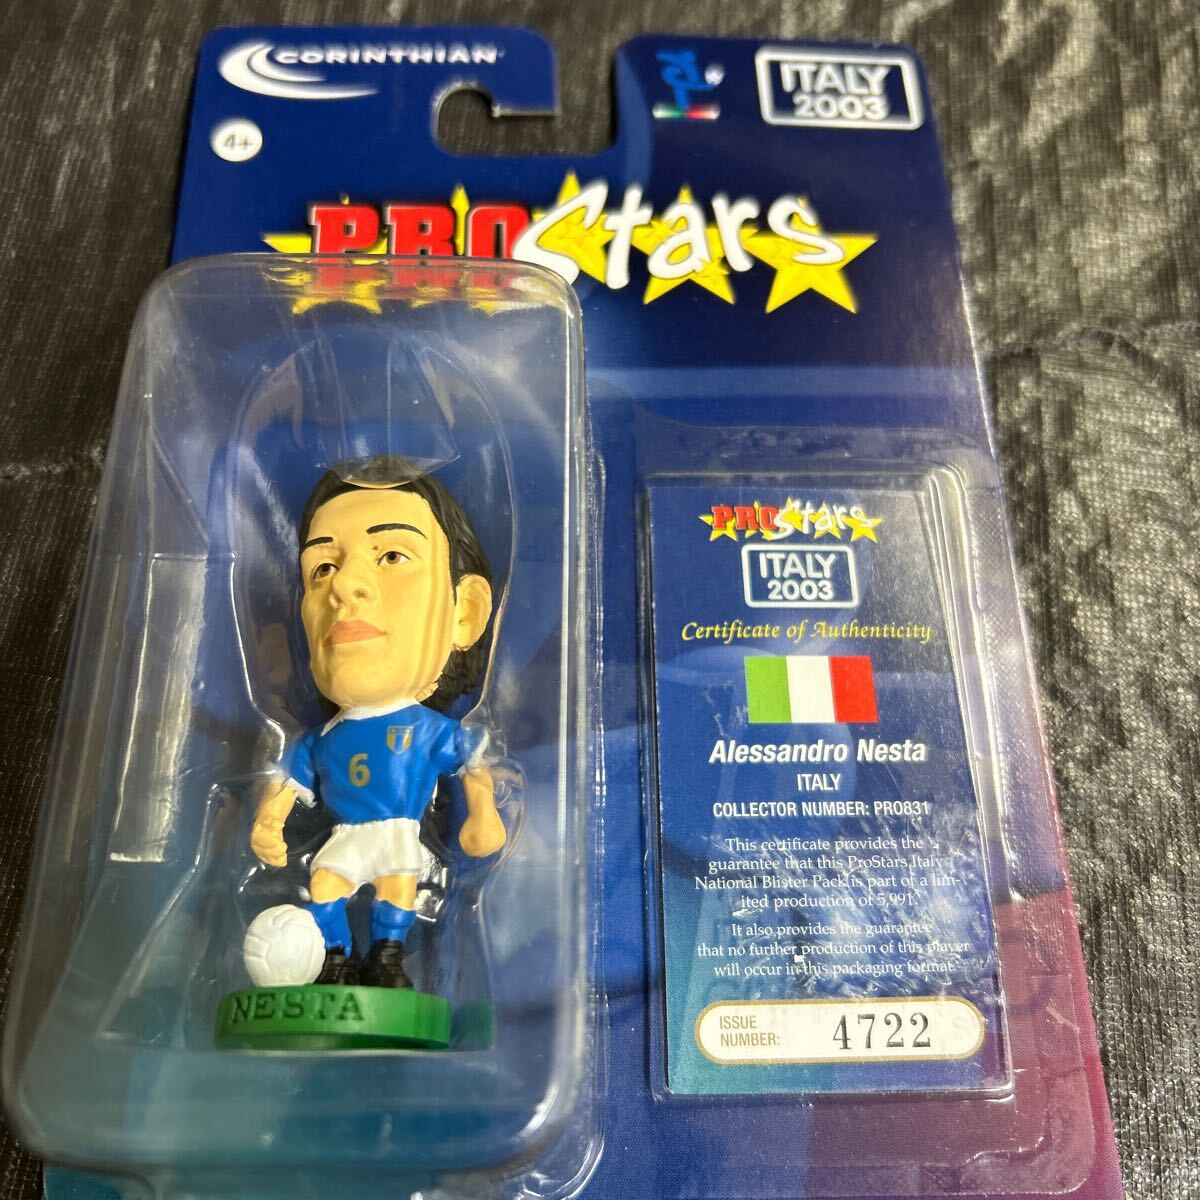 CORINTHIAN
4+
ITALY
2003
PROStars
PROStars
ITALY
2003
Certificate of Authenticity
Alessandro Nesta
ITALY
COLLECTOR NUMBER: PRO831
This certificate provides the
guarantee that this ProStars Italy
National Blister Pack is part of a lim-
ited production of 5,991.
It also provides the guarantee
that no further production of this player
will occur in this packaging format.
ISSUE
NUMBER:
4722
6
NESTA